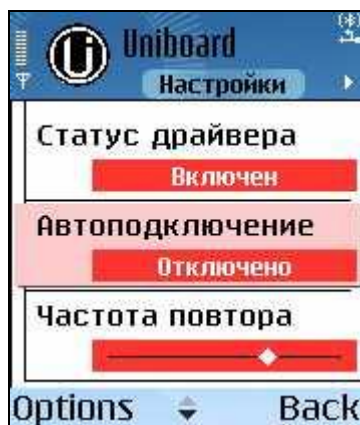 Uniboard
Настройки
Статус драйвера
Включен
Автоподключение
Отключено
Частота повтора
Options Back